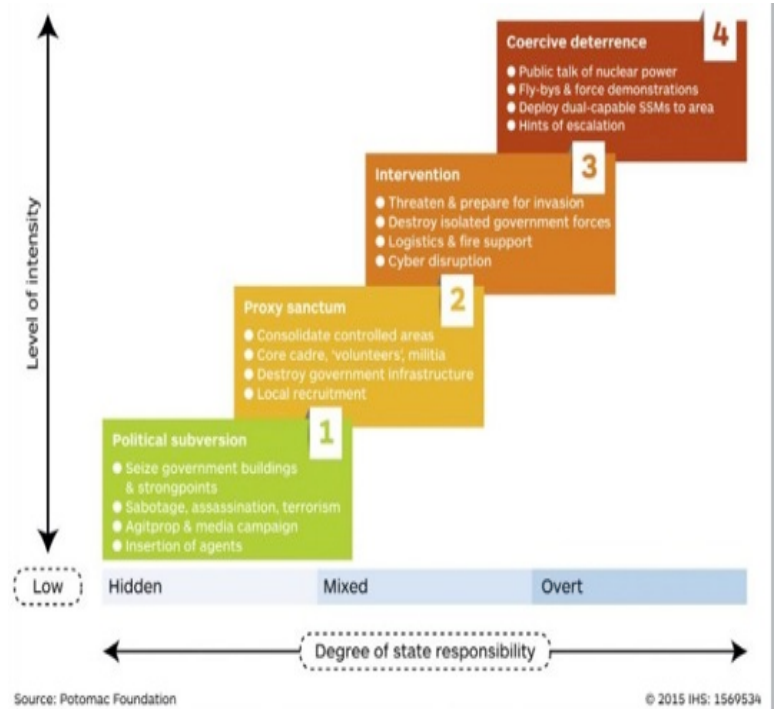 4
Coercive deterrence
● Public talk of nuclear power
● Fly-bys & force demonstrations
● Deploy dual-capable SSMs to area
● Hints of escalation
3
Intervention
● Threaten & prepare for invasion
● Destroy isolated government forces
● Logistics & fire support
● Cyber disruption
2
Proxy sanctum
● Consolidate controlled areas
● Core cadre, 'volunteers', militia
● Destroy government infrastructure
● Local recruitment
1
Political subversion
● Seize government buildings
& strongpoints
● Sabotage, assassination, terrorism
● Agitprop & media campaign
● Insertion of agents
Level of intensity
Low
Hidden
Mixed
Overt
Degree of state responsibility
Source: Potomac Foundation
© 2015 IHS: 1569534